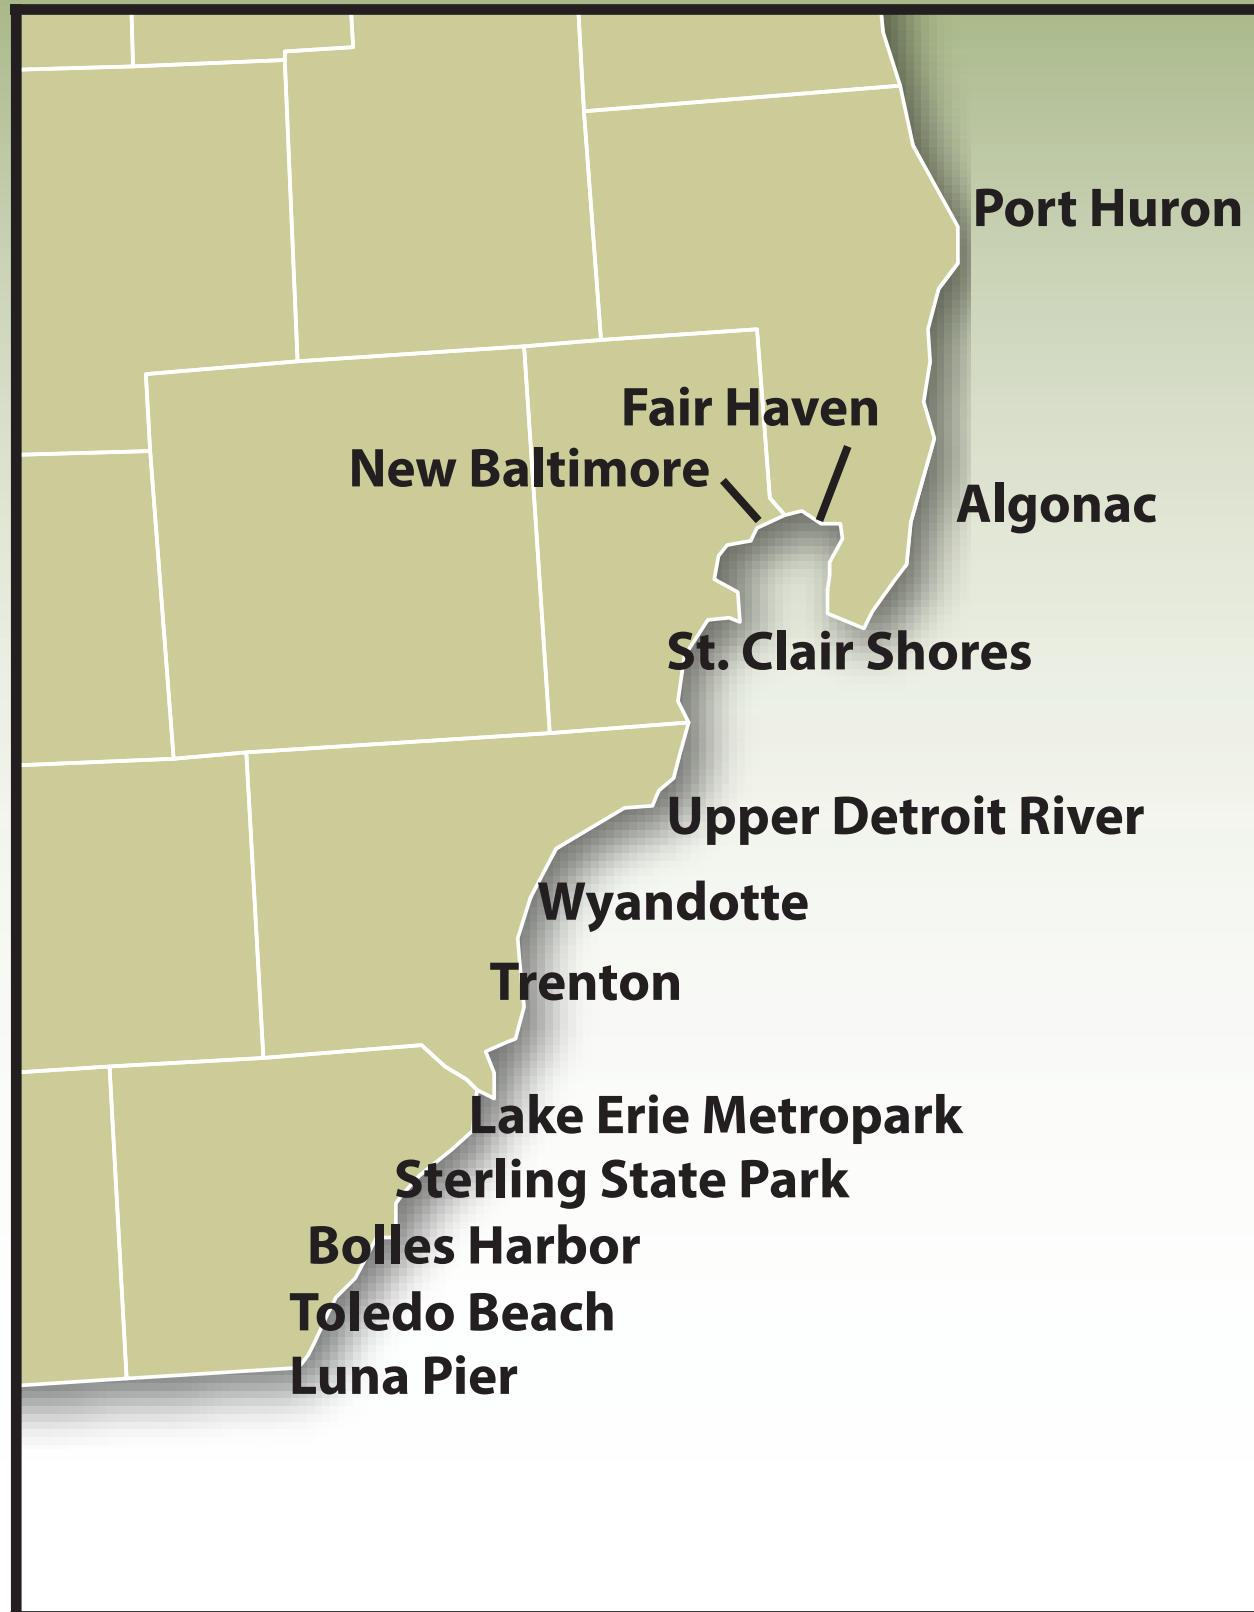 Port Huron
Fair Haven
New Baltimore
Algonac
St. Clair Shores
Upper Detroit River
Wyandotte
Trenton
Lake Erie Metropark
Sterling State Park
Bolles Harbor
Toledo Beach
Luna Pier